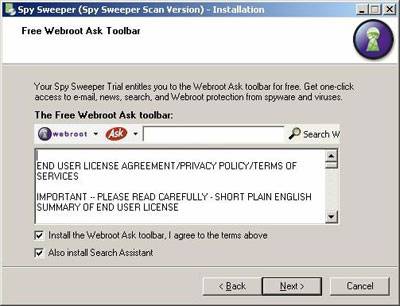 Spy Sweeper (Spy Sweeper Scan Version) - Installation
Free Webroot Ask Toolbar
Your Spy Sweeper Trial entitles you to the Webroot Ask toolbar for free. Get one-click
access to e-mail, news, search, and Webroot protection from spyware and viruses.
The Free Webroot Ask toolbar:
webroot Ask Search W
END USER LICENSE AGREEMENT/PRIVACY POLICY/TERMS OF
SERVICES
IMPORTANT -- PLEASE READ CAREFULLY - SHORT PLAIN ENGLISH
SUMMARY OF END USER LICENSE
Install the Webroot Ask toolbar, I agree to the terms above
Also install Search Assistant
< Back Next > Cancel